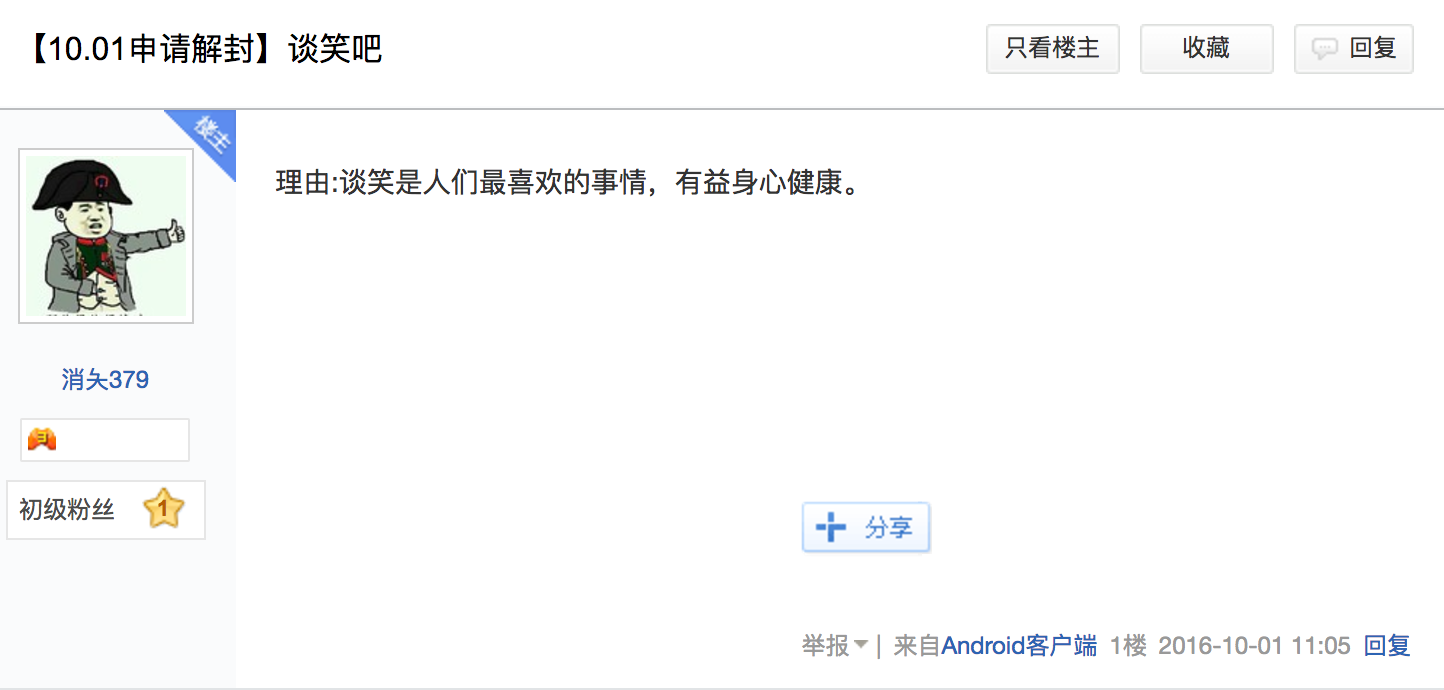 【10.01申请解封】谈笑吧
只看楼主
收藏
回复
楼主
理由:谈笑是人们最喜欢的事情，有益身心健康。
消夨379
3
初级粉丝 1
分享
举报 | 来自Android客户端 1楼 2016-10-01 11:05 回复